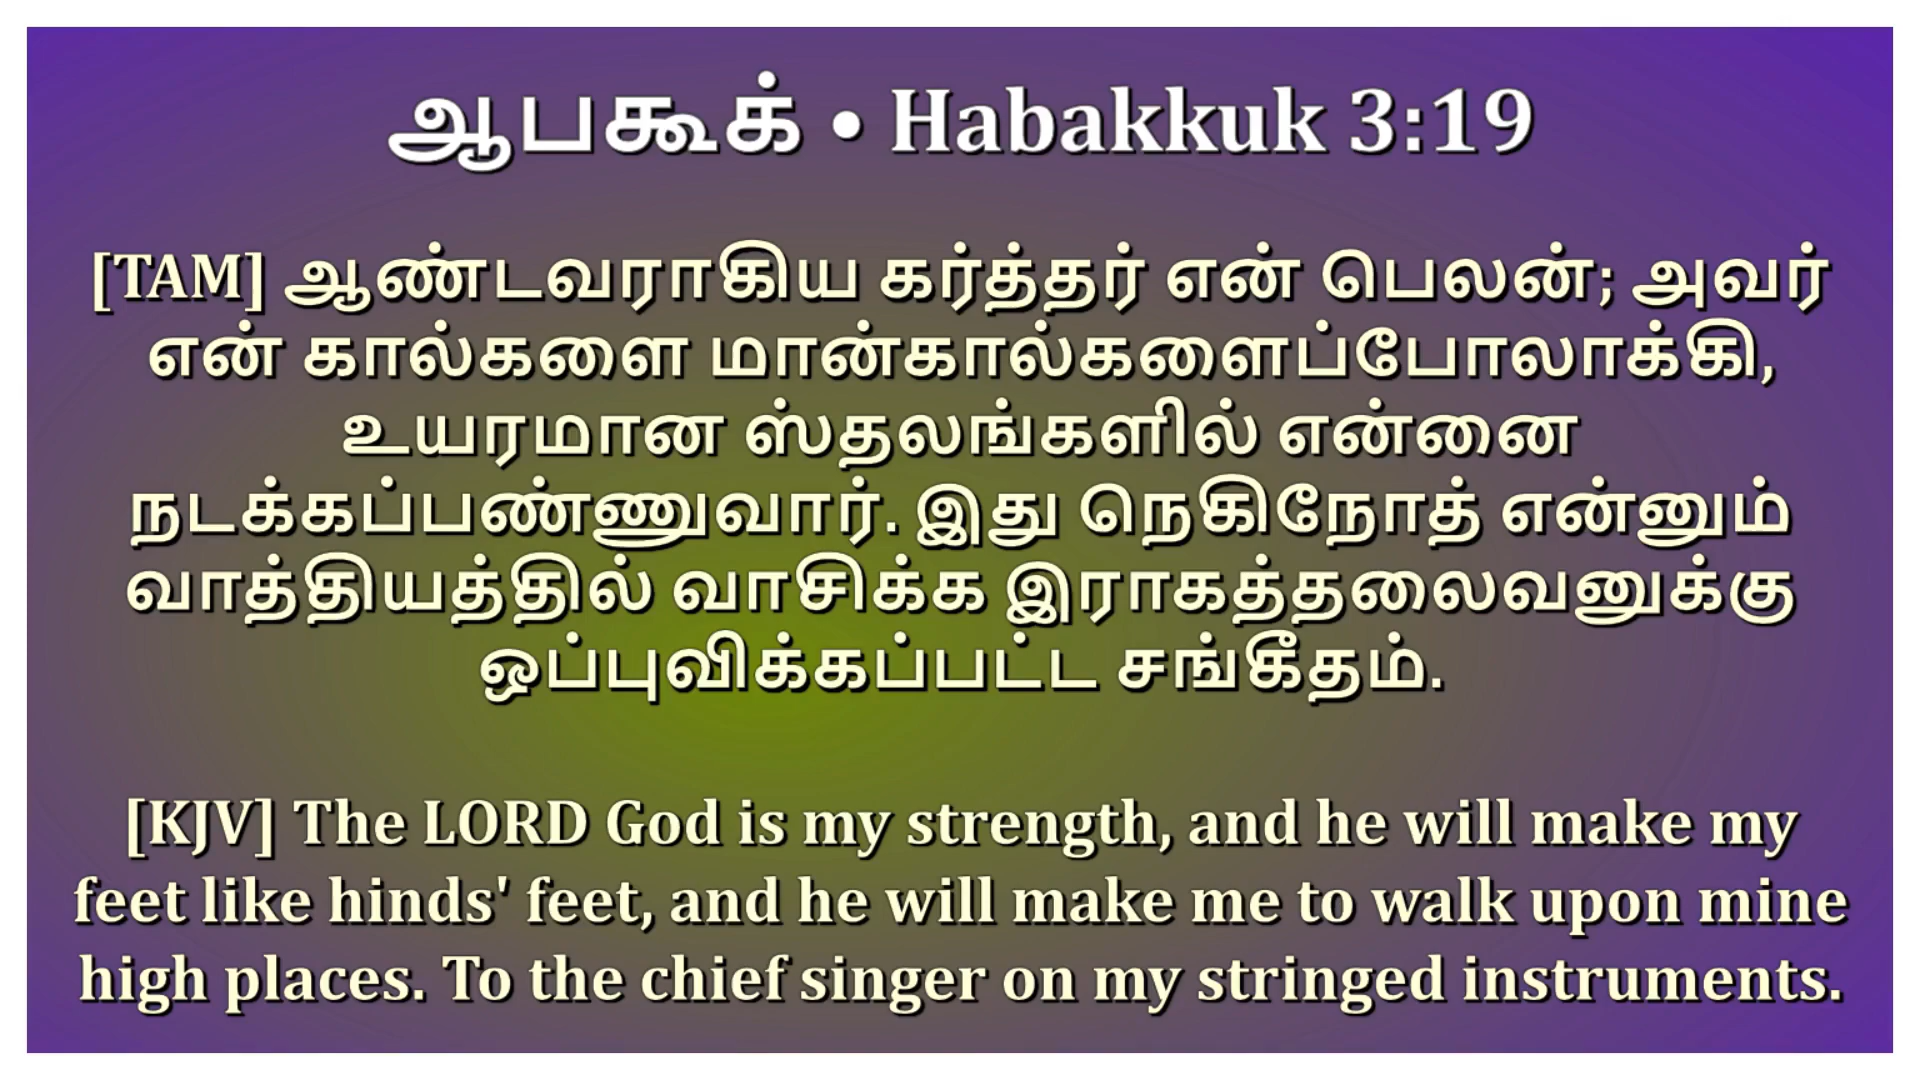 ஆபகூக் • Habakkuk 3:19
[TAM] ஆண்டவராகிய கர்த்தர் என் பெலன்; அவர்
என் கால்களை மான்கால்களைப்போலாக்கி,
உயரமான ஸ்தலங்களில் என்னை
நடக்கப்பண்ணுவார். இது நெகிநோத் என்னும்
வாத்தியத்தில் வாசிக்க இராகத்தலைவனுக்கு
ஒப்புவிக்கப்பட்ட சங்கீதம்.
[KJV] The LORD God is my strength, and he will make my
feet like hinds' feet, and he will make me to walk upon mine
high places. To the chief singer on my stringed instruments.